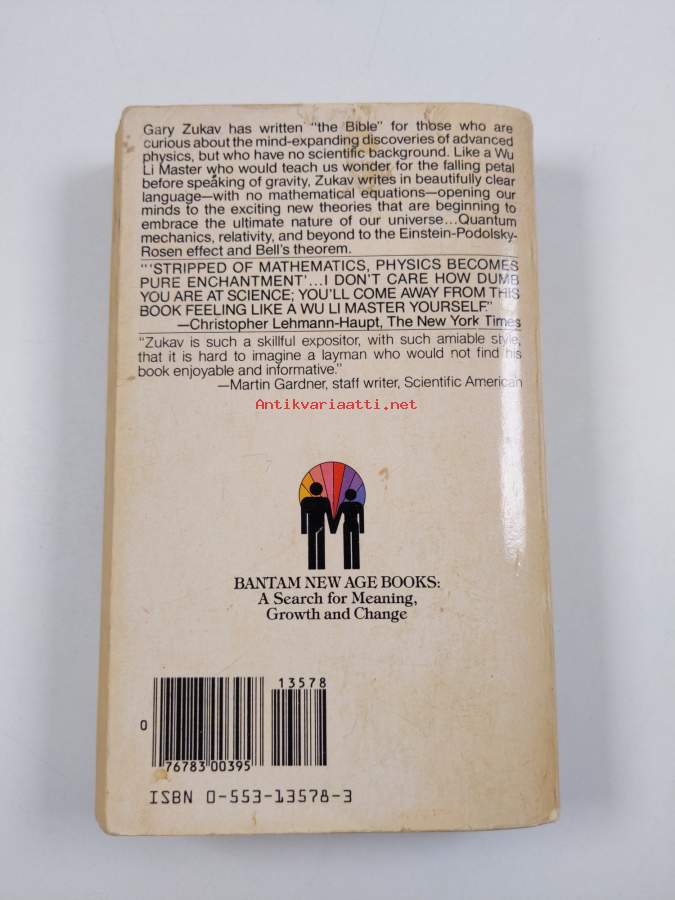 Gary Zukav has written "the Bible" for those who are
curious about the mind-expanding discoveries of advanced
physics, but who have no scientific background. Like a Wu
Li Master who would teach us wonder for the falling petal
before speaking of gravity, Zukav writes in beautifully clear
language—with no mathematical equations—opening our
minds to the exciting new theories that are beginning to
embrace the ultimate nature of our universe...Quantum
mechanics, relativity, and beyond to the Einstein-Podolsky-
Rosen effect and Bell's theorem.
"'STRIPPED OF MATHEMATICS, PHYSICS BECOMES
PURE ENCHANTMENT'...I DON'T CARE HOW DUMB
YOU ARE AT SCIENCE; YOU'LL COME AWAY FROM THIS
BOOK FEELING LIKE A WU LI MASTER YOURSELF."
—Christopher Lehmann-Haupt, The New York Times
"Zukav is such a skillful expositor, with such amiable style,
that it is hard to imagine a layman who would not find his
book enjoyable and informative."
—Martin Gardner, staff writer, Scientific American
Antikvariaatti.net
BANTAM NEW AGE BOOKS:
A Search for Meaning,
Growth and Change
13578
0
76783 00395
ISBN 0-553-13578-3